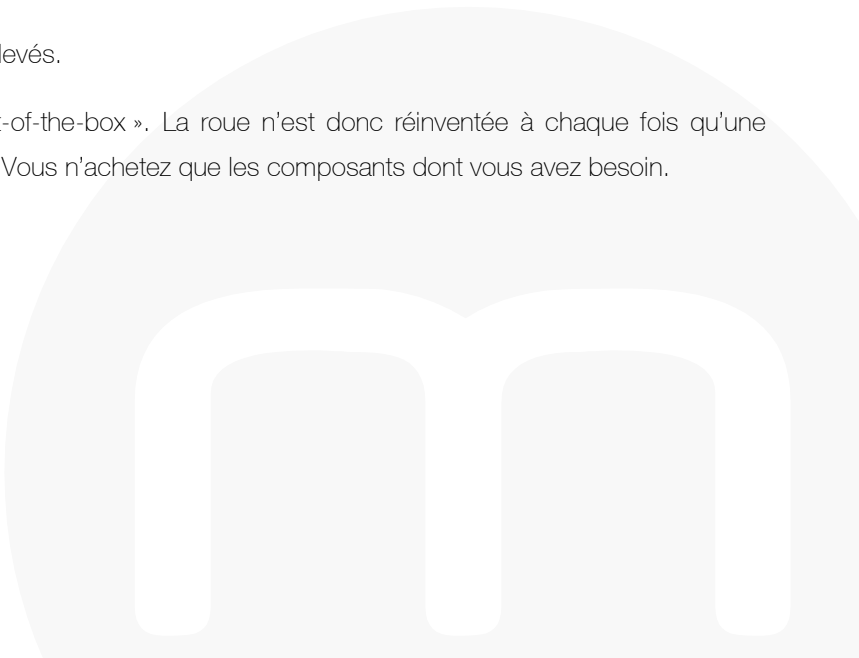 levés.
-of-the-box ». La roue n’est donc réinventée à chaque fois qu’une
Vous n’achetez que les composants dont vous avez besoin.
m